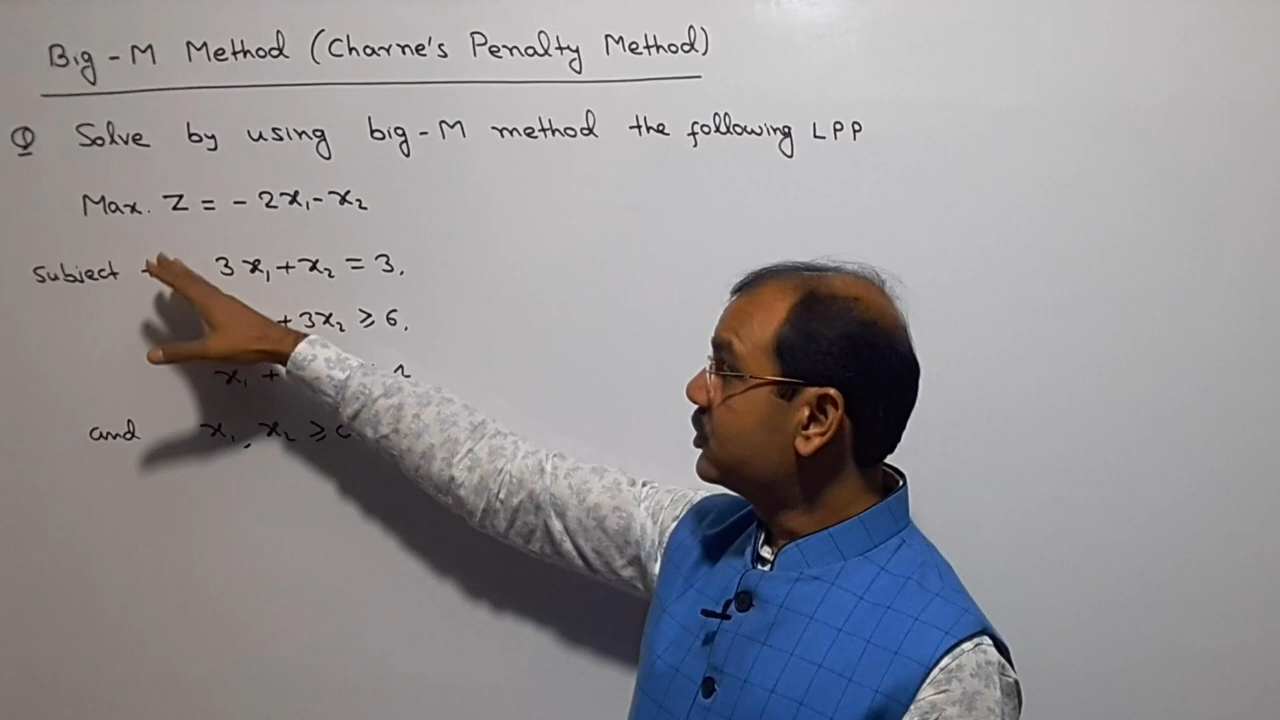 Big-M Method (Charne's Penalty Method)
Q Solve by using big-M method the following LPP
Max. Z = - 2x₁ - x₂
Subject 3x₁ + x₂ = 3,
+ 3x₂ ≥ 6,
x₁ +
and x₁, x₂ ≥